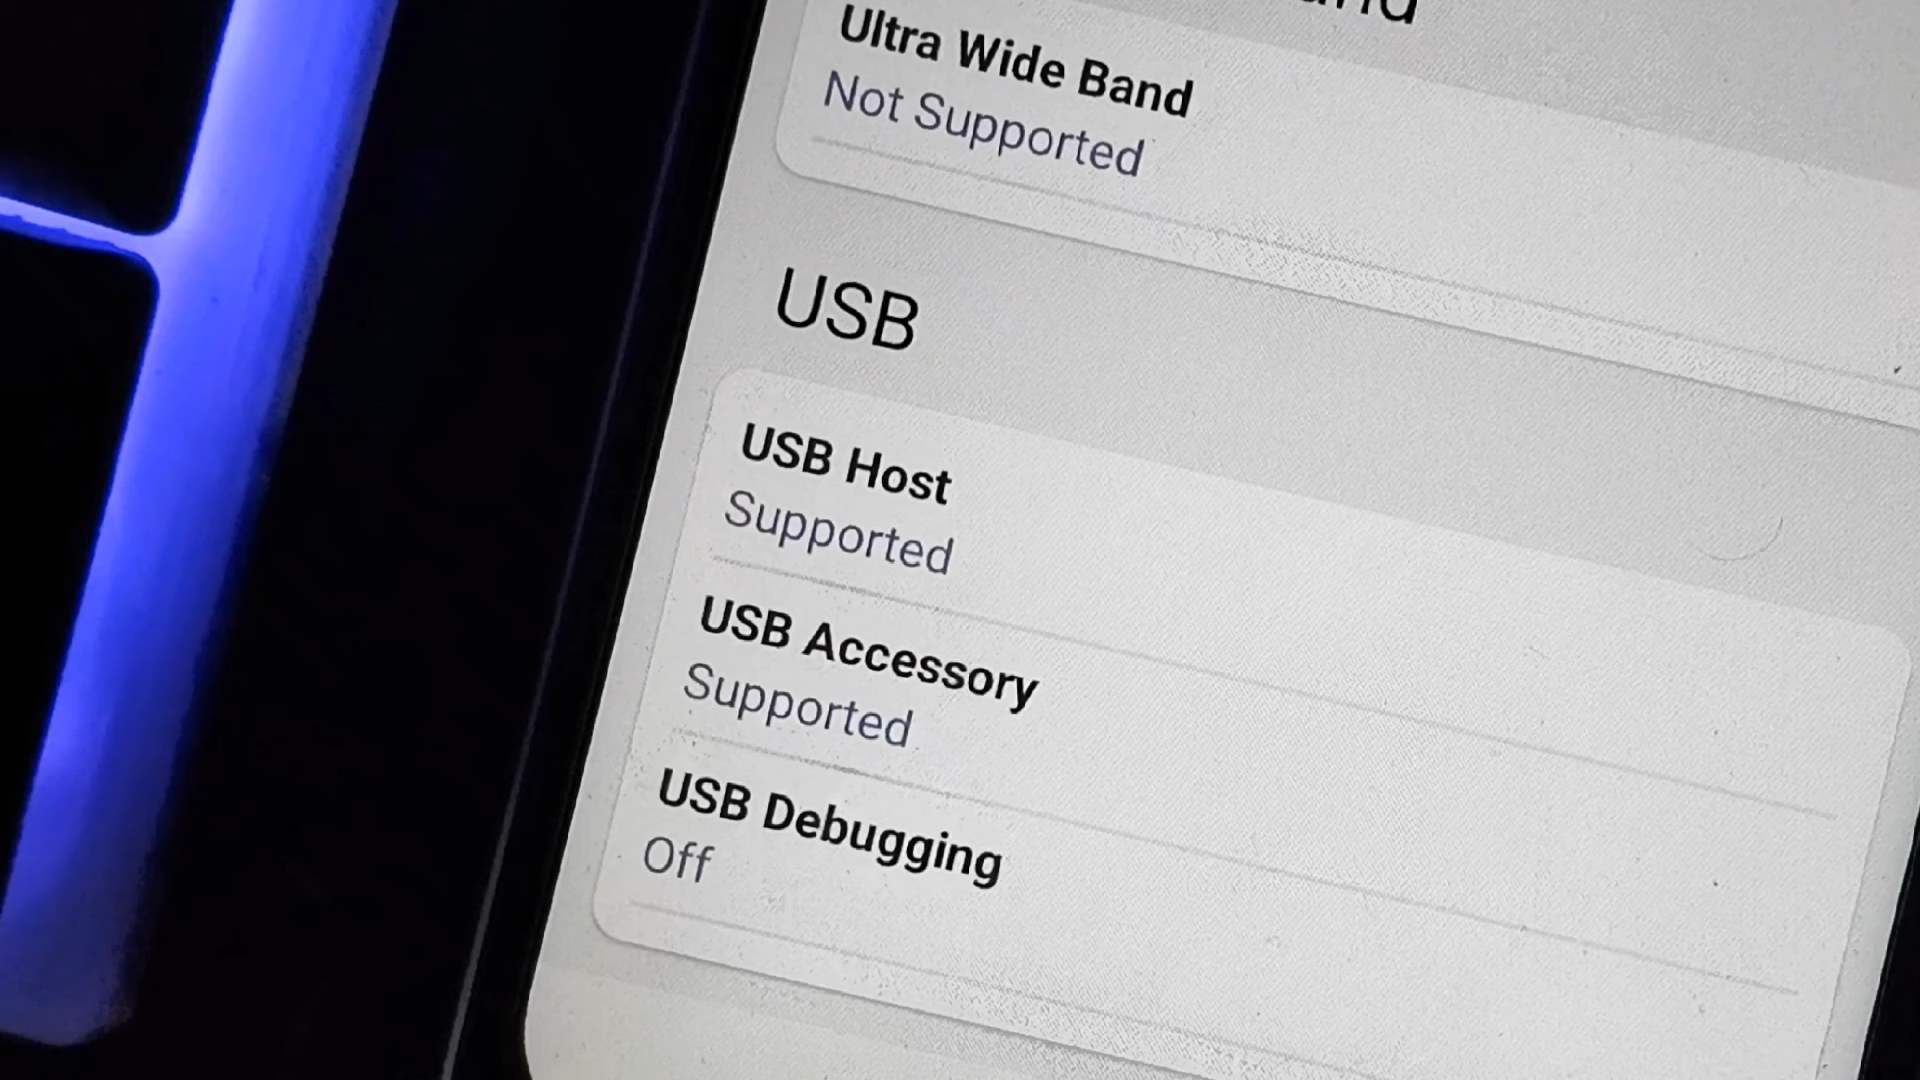 Ultra Wide Band
Not Supported
USB
USB Host
Supported
USB Accessory
Supported
USB Debugging
Off